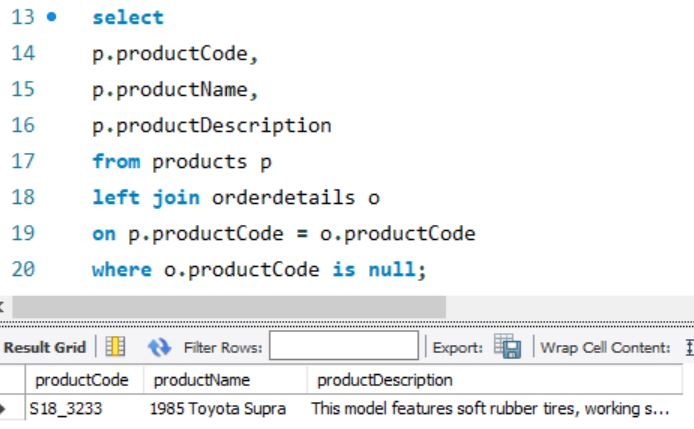 13 select
14 p.productCode,
15 p.productName,
16 p.productDescription
17 from products p
18 left join orderdetails o
19 on p.productCode = o.productCode
20 where o.productCode is null;
Result Grid Filter Rows: Export: Wrap Cell Content:
productCode productName productDescription
S18_3233 1985 Toyota Supra This model features soft rubber tires, working s...